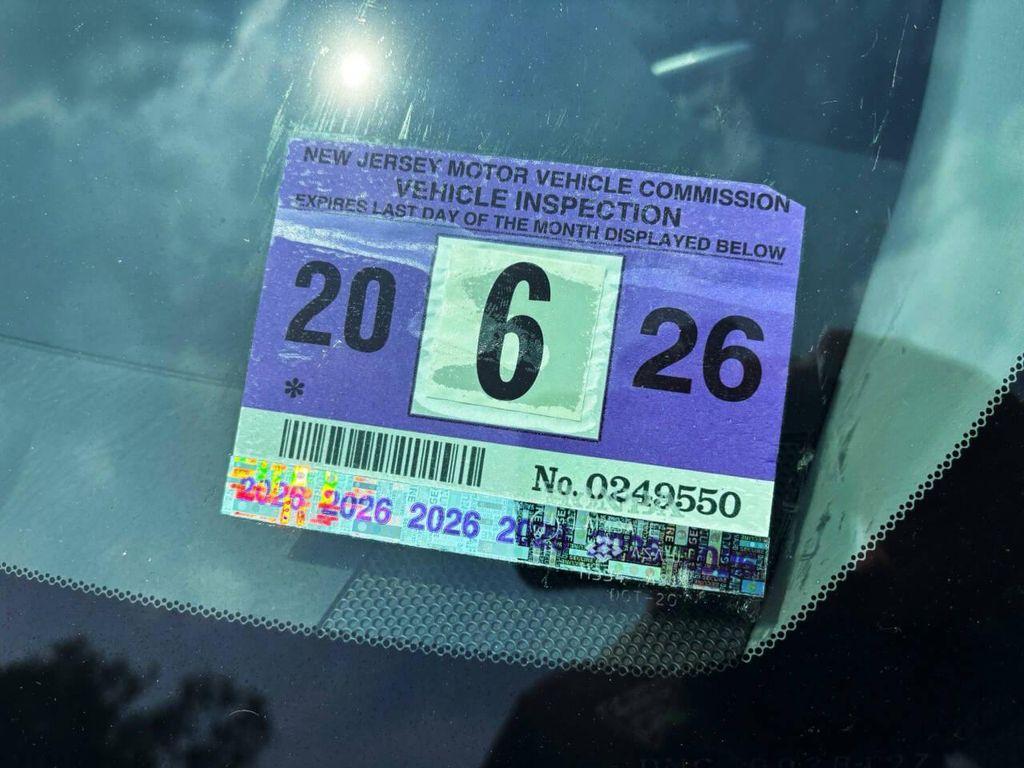 NEW JERSEY MOTOR VEHICLE COMMISSION
VEHICLE INSPECTION
EXPIRES LAST DAY OF THE MONTH DISPLAYED BELOW
20 6 26
*
No. 0249550
2026 2026 2026